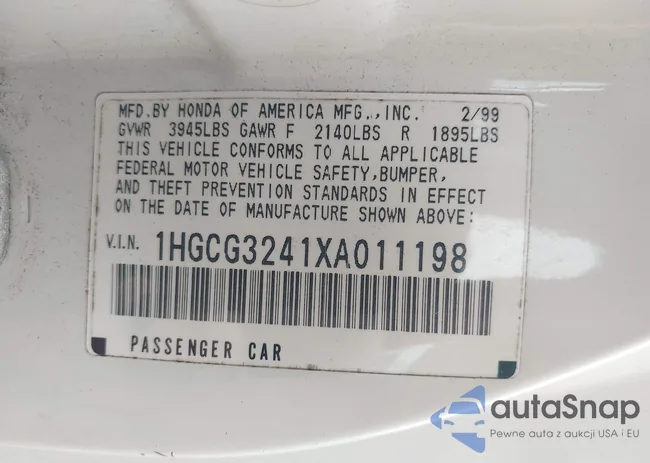 MFD.BY HONDA OF AMERICA MFG.,INC. 2/99
GVWR 3945LBS GAWR F 2140LBS R 1895LBS
THIS VEHICLE CONFORMS TO ALL APPLICABLE
FEDERAL MOTOR VEHICLE SAFETY,BUMPER,
AND THEFT PREVENTION STANDARDS IN EFFECT
ON THE DATE OF MANUFACTURE SHOWN ABOVE:
V.I.N. 1HGCG3241XA011198
PASSENGER CAR
autaSnap
Pewne auta z aukcji USA i EU